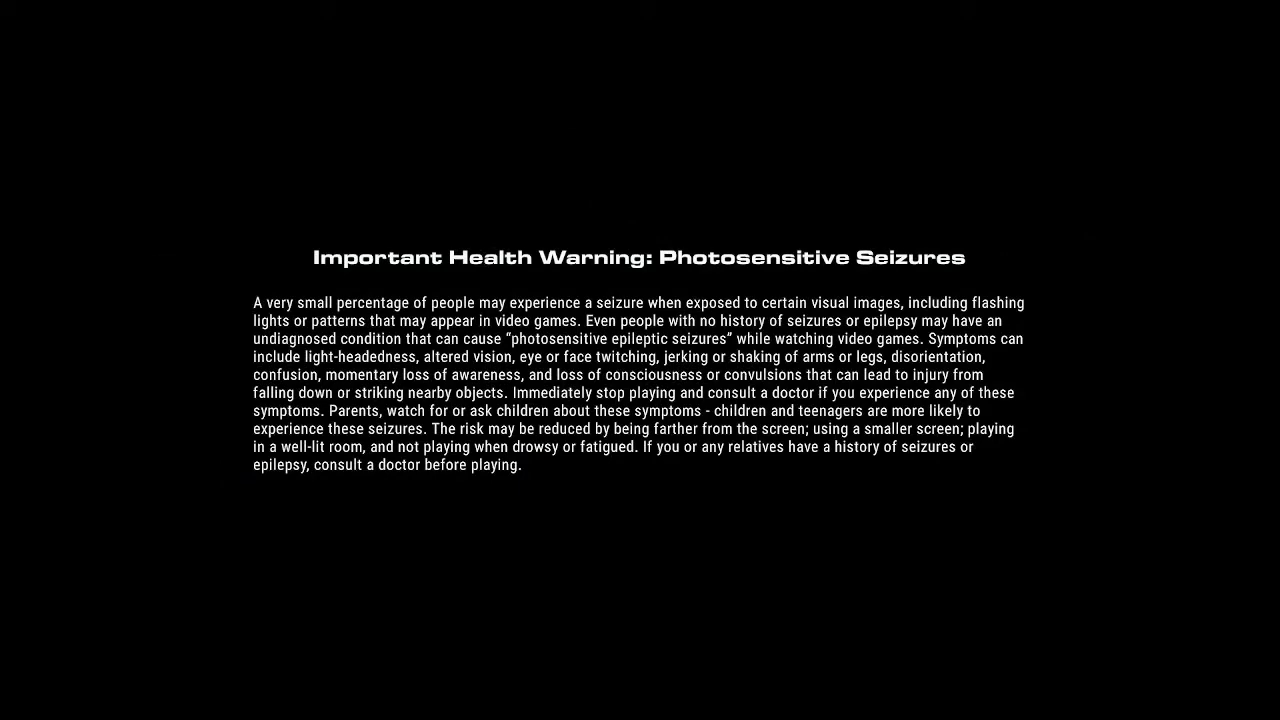 Important Health Warning: Photosensitive Seizures
A very small percentage of people may experience a seizure when exposed to certain visual images, including flashing
lights or patterns that may appear in video games. Even people with no history of seizures or epilepsy may have an
undiagnosed condition that can cause “photosensitive epileptic seizures” while watching video games. Symptoms can
include light-headedness, altered vision, eye or face twitching, jerking or shaking of arms or legs, disorientation,
confusion, momentary loss of awareness, and loss of consciousness or convulsions that can lead to injury from
falling down or striking nearby objects. Immediately stop playing and consult a doctor if you experience any of these
symptoms. Parents, watch for or ask children about these symptoms - children and teenagers are more likely to
experience these seizures. The risk may be reduced by being farther from the screen; using a smaller screen; playing
in a well-lit room, and not playing when drowsy or fatigued. If you or any relatives have a history of seizures or
epilepsy, consult a doctor before playing.